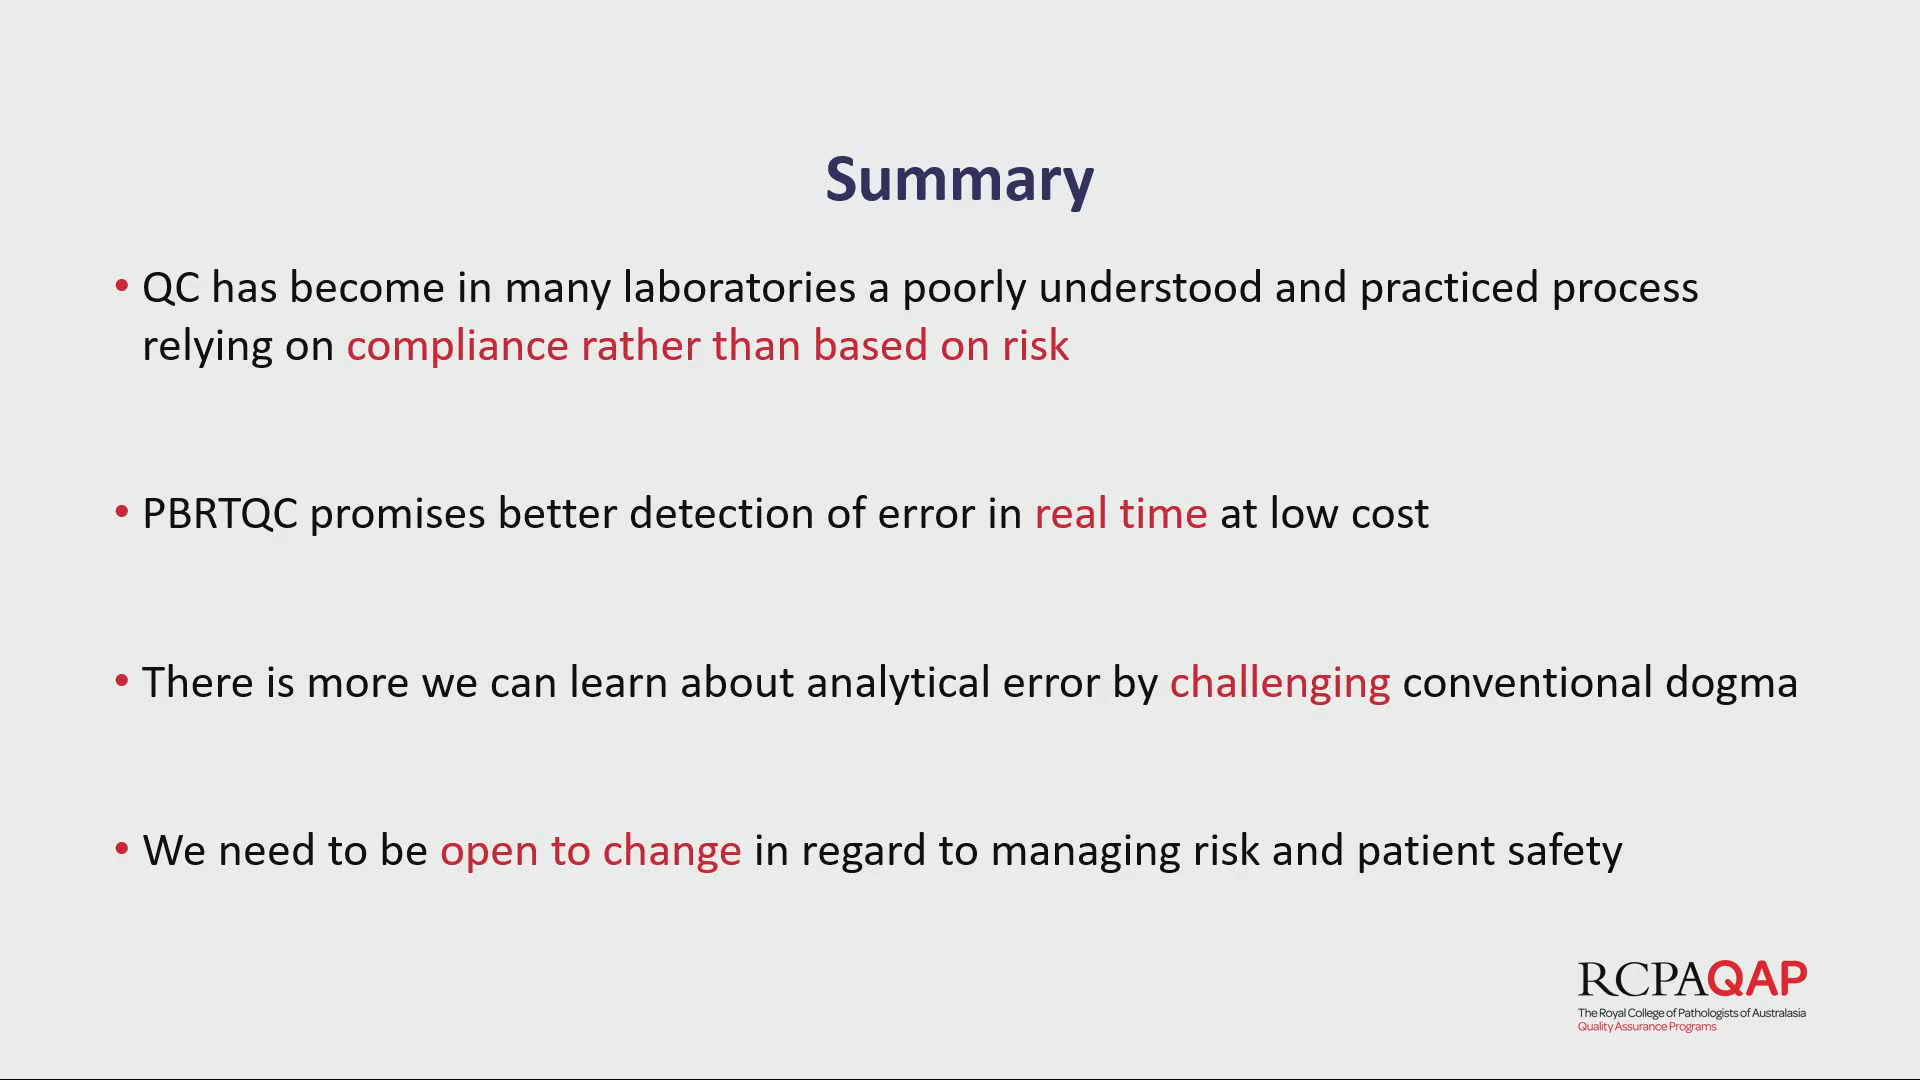 Summary
• QC has become in many laboratories a poorly understood and practiced process
relying on compliance rather than based on risk
• PBRTQC promises better detection of error in real time at low cost
• There is more we can learn about analytical error by challenging conventional dogma
• We need to be open to change in regard to managing risk and patient safety
RCPAQAP
The Royal College of Pathologists of Australasia
Quality Assurance Programs